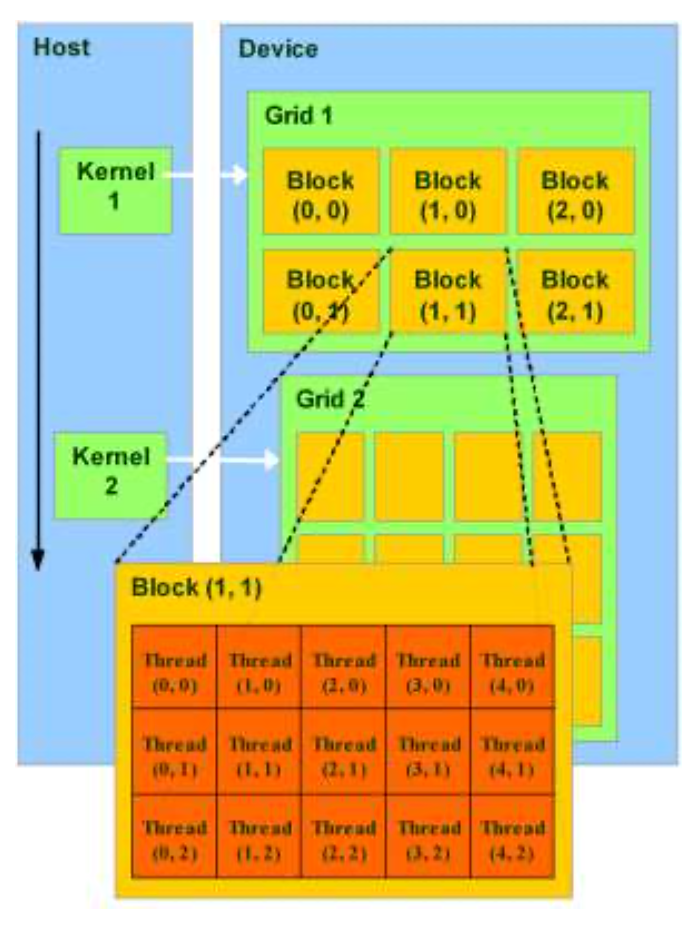 Host
Device
Grid 1
Kernel
1
Block
(0, 0)
Block
(1, 0)
Block
(2, 0)
Block
(0, 1)
Block
(1, 1)
Block
(2, 1)
Grid 2
Kernel
2
Block (1, 1)
Thread
(0, 0)
Thread
(1, 0)
Thread
(2, 0)
Thread
(3, 0)
Thread
(4, 0)
Thread
(0, 1)
Thread
(1, 1)
Thread
(2, 1)
Thread
(3, 1)
Thread
(4, 1)
Thread
(0, 2)
Thread
(1, 2)
Thread
(2, 2)
Thread
(3, 2)
Thread
(4, 2)